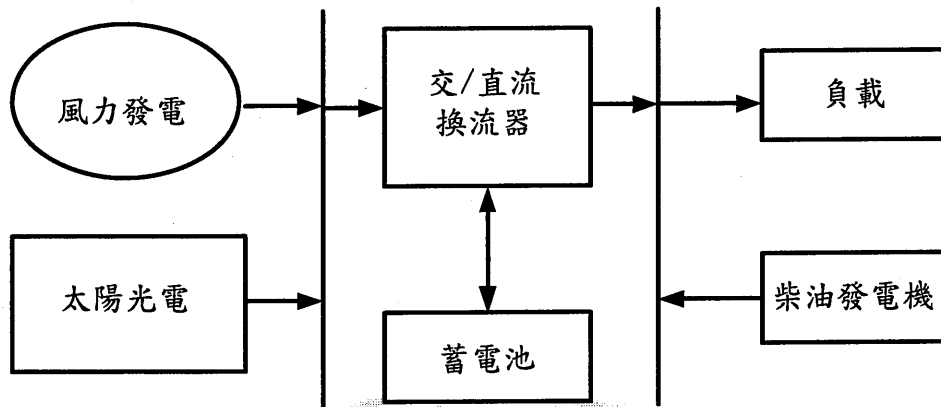 風力發電
交/直流
換流器
負載
太陽光電
蓄電池
柴油發電機